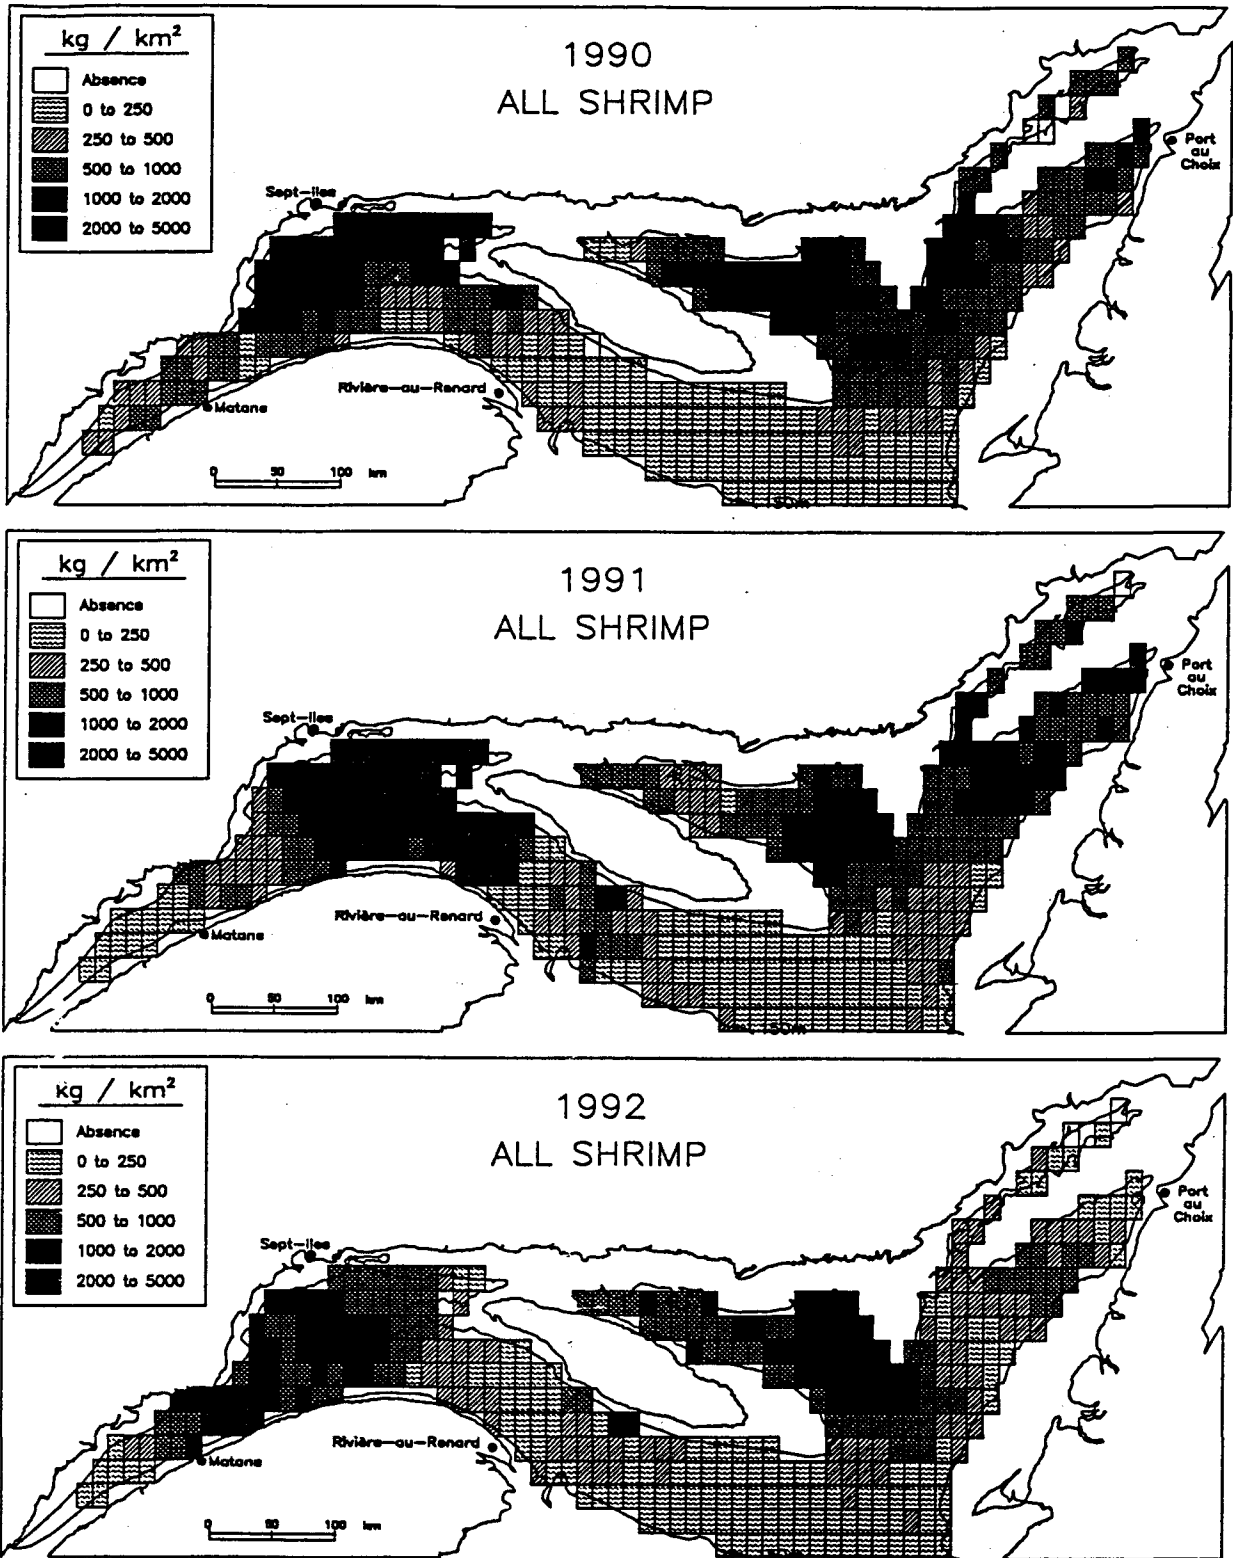 kg / km²
Absence
0 to 250
250 to 500
500 to 1000
1000 to 2000
2000 to 5000
1990
ALL SHRIMP
Sept-Iles
Port
au
Choix
Rivière-au-Renard
Matane
0 50 100 km
150m
kg / km²
Absence
0 to 250
250 to 500
500 to 1000
1000 to 2000
2000 to 5000
1991
ALL SHRIMP
Sept-Iles
Port
au
Choix
Rivière-au-Renard
Matane
0 50 100 km
150m
kg / km²
Absence
0 to 250
250 to 500
500 to 1000
1000 to 2000
2000 to 5000
1992
ALL SHRIMP
Sept-Iles
Port
au
Choix
Rivière-au-Renard
Matane
0 50 100 km